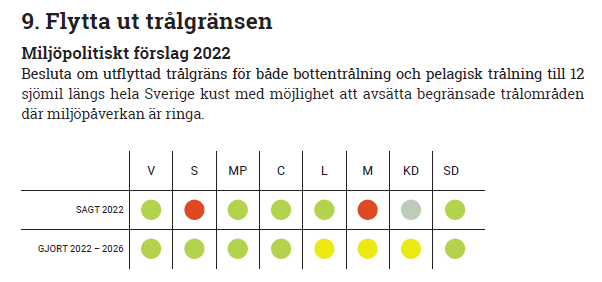 9. Flytta ut trålgränsen
Miljöpolitiskt förslag 2022
Besluta om utflyttad trålgräns för både bottentrålning och pelagisk trålning till 12
sjömil längs hela Sverige kust med möjlighet att avsätta begränsade trålområden
där miljöpåverkan är ringa.
V S MP C L M KD SD
SAGT 2022
GJORT 2022 – 2026